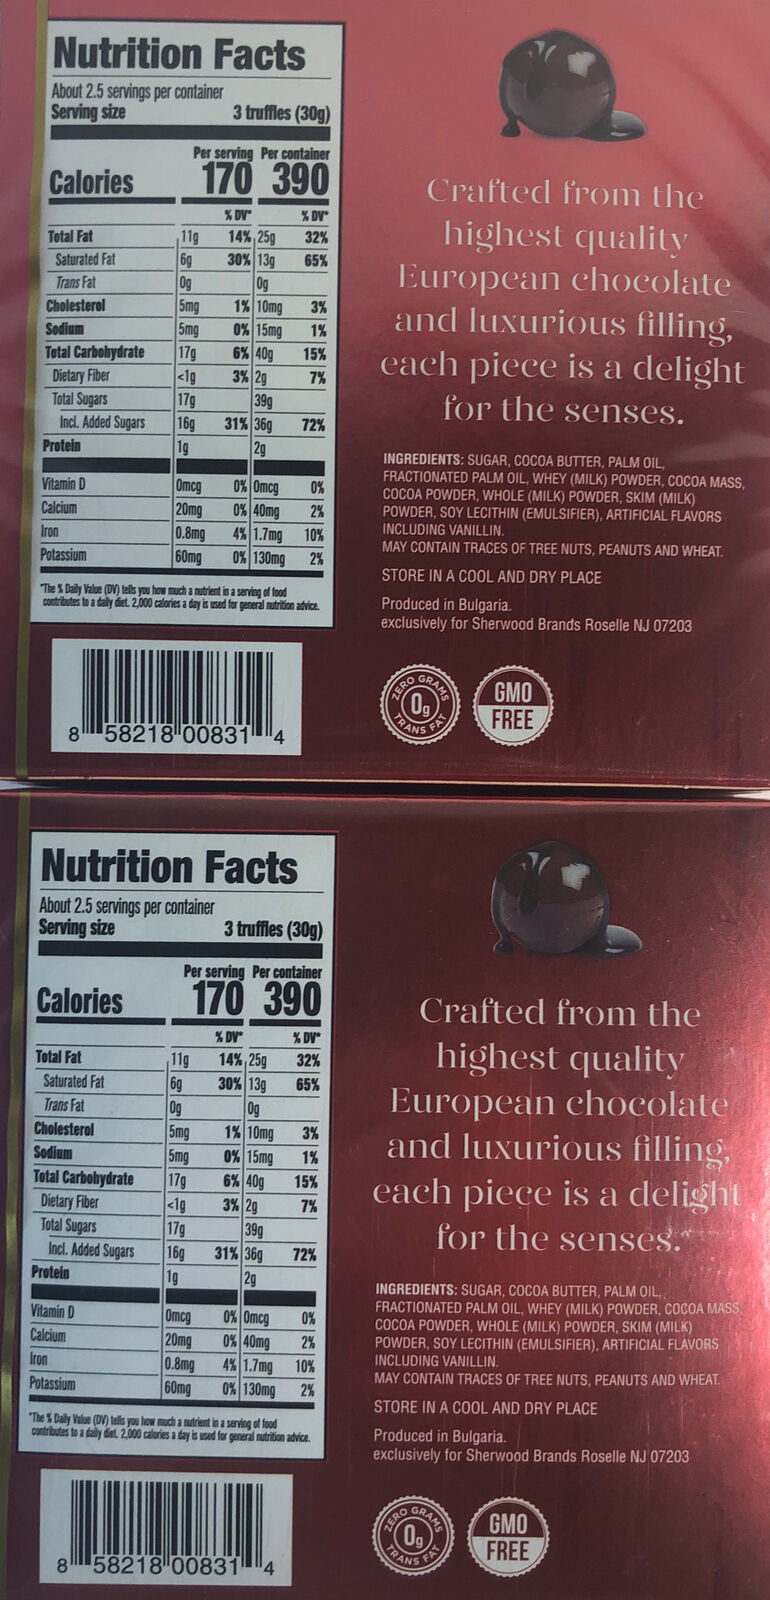 Nutrition Facts
About 2.5 servings per container
Serving size 3 truffles (30g)
Per serving Per container
Calories 170 390
% DV* % DV*
Total Fat 11g 14% 25g 32%
Saturated Fat 6g 30% 13g 65%
Trans Fat 0g 0g
Cholesterol 5mg 1% 10mg 3%
Sodium 5mg 0% 15mg 1%
Total Carbohydrate 17g 6% 40g 15%
Dietary Fiber <1g 3% 2g 7%
Total Sugars 17g 39g
Incl. Added Sugars 16g 31% 36g 72%
Protein 1g 2g
Vitamin D 0mcg 0% 0mcg 0%
Calcium 20mg 0% 40mg 2%
Iron 0.8mg 4% 1.7mg 10%
Potassium 60mg 0% 130mg 2%
*The % Daily Value (DV) tells you how much a nutrient in a serving of food
contributes to a daily diet. 2,000 calories a day is used for general nutrition advice.
8 58218 00831 4
Crafted from the
highest quality
European chocolate
and luxurious filling,
each piece is a delight
for the senses.
INGREDIENTS: SUGAR, COCOA BUTTER, PALM OIL,
FRACTIONATED PALM OIL, WHEY (MILK) POWDER, COCOA MASS,
COCOA POWDER, WHOLE (MILK) POWDER, SKIM (MILK)
POWDER, SOY LECITHIN (EMULSIFIER), ARTIFICIAL FLAVORS
INCLUDING VANILLIN.
MAY CONTAIN TRACES OF TREE NUTS, PEANUTS AND WHEAT.
STORE IN A COOL AND DRY PLACE
Produced in Bulgaria.
exclusively for Sherwood Brands Roselle NJ 07203
ZERO GRAMS
0g
TRANS FAT
GMO
FREE
Nutrition Facts
About 2.5 servings per container
Serving size 3 truffles (30g)
Per serving Per container
Calories 170 390
% DV* % DV*
Total Fat 11g 14% 25g 32%
Saturated Fat 6g 30% 13g 65%
Trans Fat 0g 0g
Cholesterol 5mg 1% 10mg 3%
Sodium 5mg 0% 15mg 1%
Total Carbohydrate 17g 6% 40g 15%
Dietary Fiber <1g 3% 2g 7%
Total Sugars 17g 39g
Incl. Added Sugars 16g 31% 36g 72%
Protein 1g 2g
Vitamin D 0mcg 0% 0mcg 0%
Calcium 20mg 0% 40mg 2%
Iron 0.8mg 4% 1.7mg 10%
Potassium 60mg 0% 130mg 2%
*The % Daily Value (DV) tells you how much a nutrient in a serving of food
contributes to a daily diet. 2,000 calories a day is used for general nutrition advice.
8 58218 00831 4
Crafted from the
highest quality
European chocolate
and luxurious filling,
each piece is a delight
for the senses.
INGREDIENTS: SUGAR, COCOA BUTTER, PALM OIL,
FRACTIONATED PALM OIL, WHEY (MILK) POWDER, COCOA MASS,
COCOA POWDER, WHOLE (MILK) POWDER, SKIM (MILK)
POWDER, SOY LECITHIN (EMULSIFIER), ARTIFICIAL FLAVORS
INCLUDING VANILLIN.
MAY CONTAIN TRACES OF TREE NUTS, PEANUTS AND WHEAT.
STORE IN A COOL AND DRY PLACE
Produced in Bulgaria.
exclusively for Sherwood Brands Roselle NJ 07203
ZERO GRAMS
0g
TRANS FAT
GMO
FREE